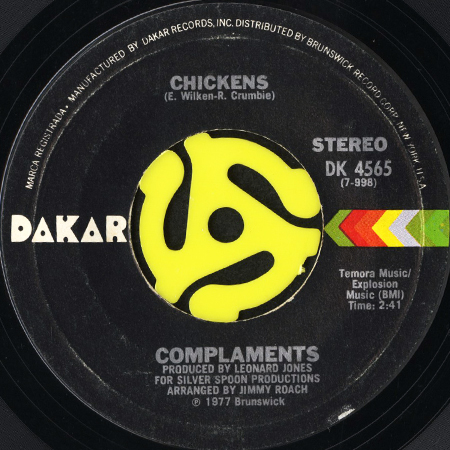 MARCA REGISTRADA. • MANUFACTURED BY DAKAR RECORDS, INC. DISTRIBUTED BY BRUNSWICK RECORD CORP. NEW YORK, U.S.A.
CHICKENS
(E. Wilken-R. Crumbie)
STEREO
DK 4565
(7-998)
DAKAR
Temora Music/
Explosion
Music (BMI)
Time: 2:41
COMPLAMENTS
PRODUCED BY LEONARD JONES
FOR SILVER SPOON PRODUCTIONS
ARRANGED BY JIMMY ROACH
℗ 1977 Brunswick